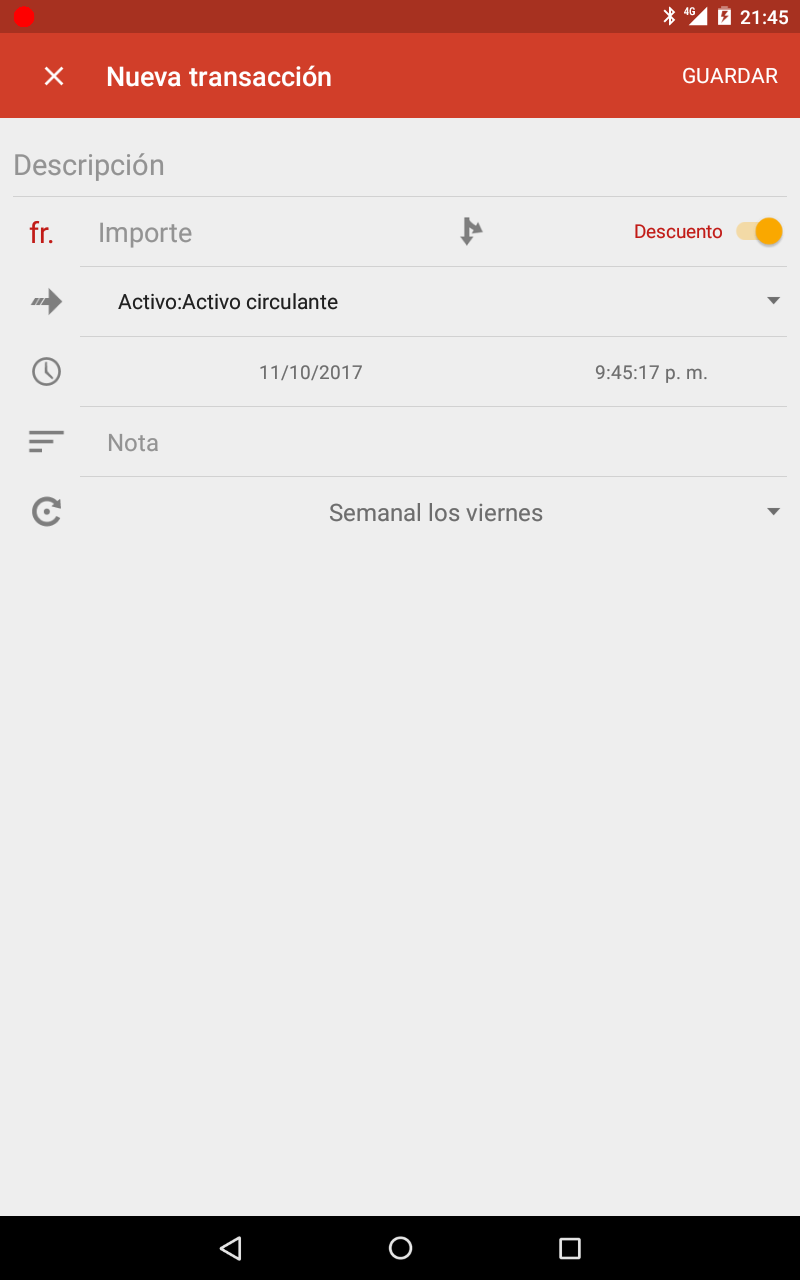 4G 21:45
Nueva transacción GUARDAR
Descripción
fr. Importe Descuento
Activo:Activo circulante
11/10/2017 9:45:17 p. m.
Nota
Semanal los viernes